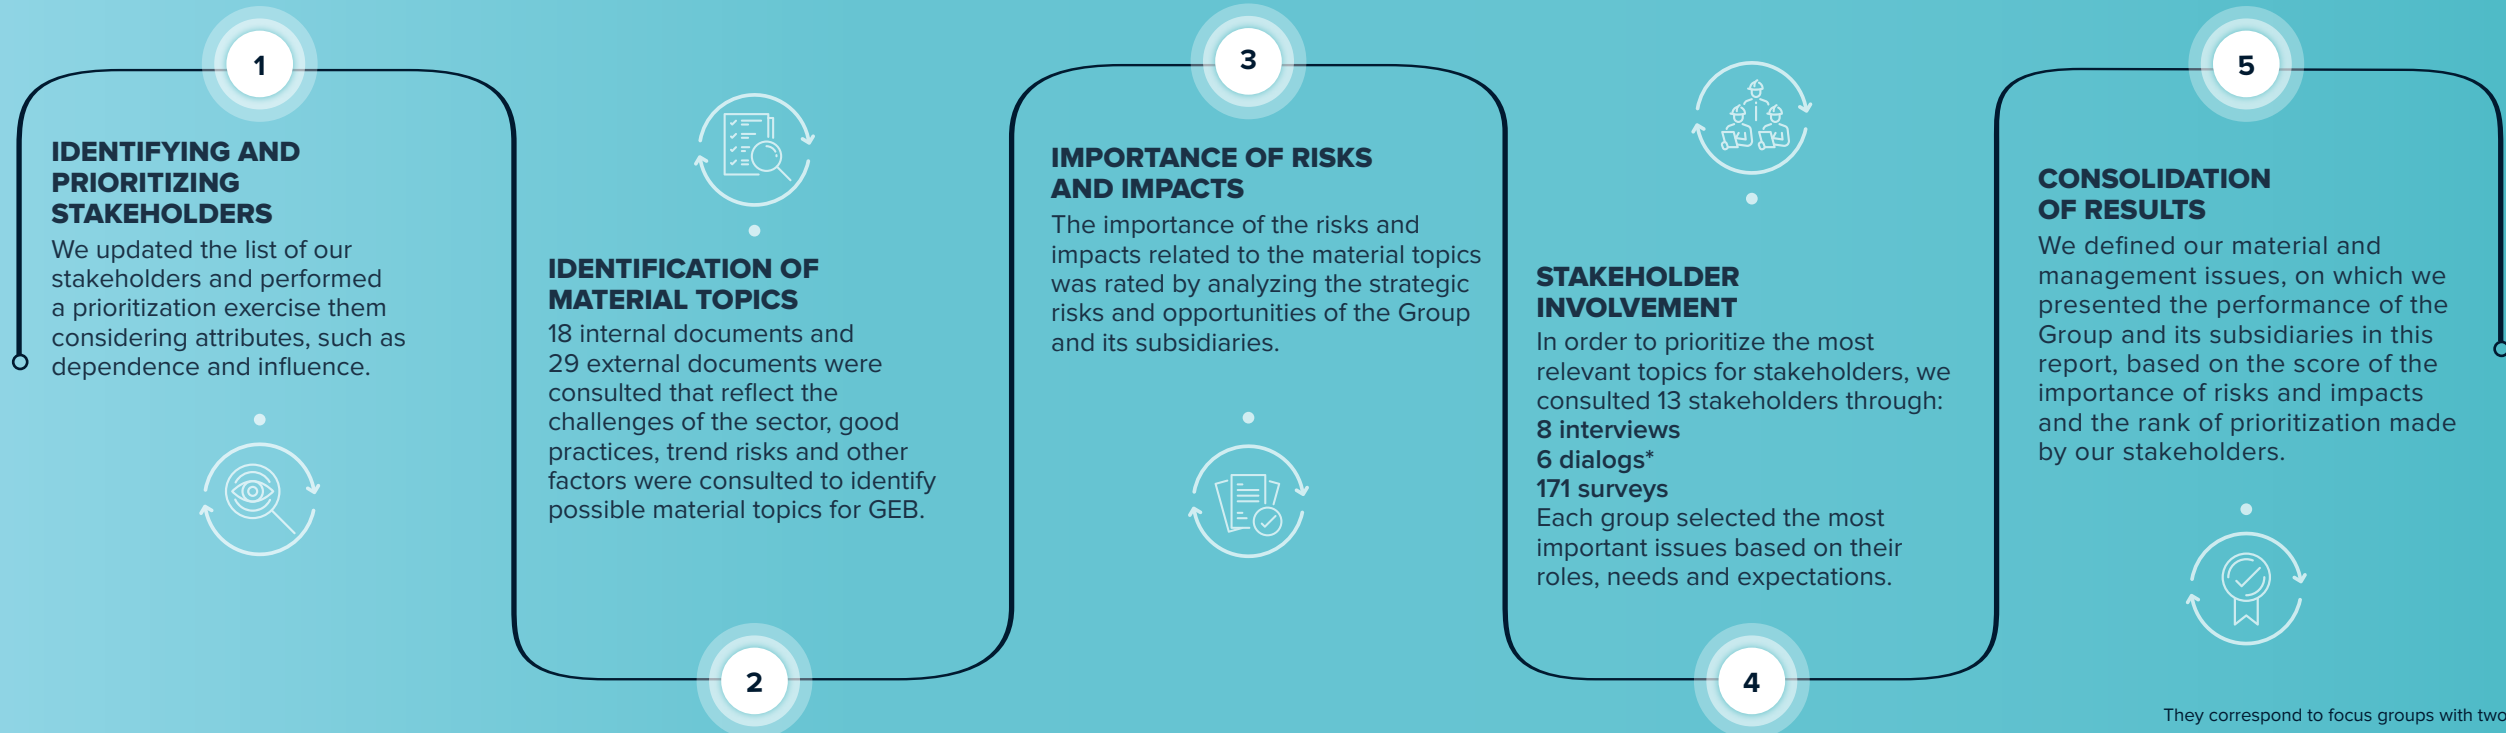 1
IDENTIFYING AND
PRIORITIZING
STAKEHOLDERS
We updated the list of our
stakeholders and performed
a prioritization exercise them
considering attributes, such as
dependence and influence.
IDENTIFICATION OF
MATERIAL TOPICS
18 internal documents and
29 external documents were
consulted that reflect the
challenges of the sector, good
practices, trend risks and other
factors were consulted to identify
possible material topics for GEB.
2
3
IMPORTANCE OF RISKS
AND IMPACTS
The importance of the risks and
impacts related to the material topics
was rated by analyzing the strategic
risks and opportunities of the Group
and its subsidiaries.
STAKEHOLDER
INVOLVEMENT
In order to prioritize the most
relevant topics for stakeholders, we
consulted 13 stakeholders through:
8 interviews
6 dialogs*
171 surveys
Each group selected the most
important issues based on their
roles, needs and expectations.
4
5
CONSOLIDATION
OF RESULTS
We defined our material and
management issues, on which we
presented the performance of the
Group and its subsidiaries in this
report, based on the score of the
importance of risks and impacts
and the rank of prioritization made
by our stakeholders.
They correspond to focus groups with two